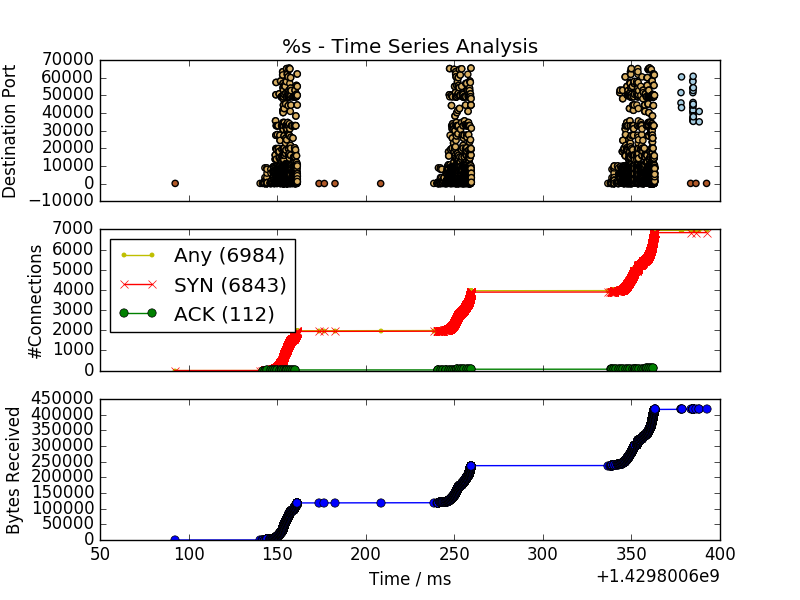 %s - Time Series Analysis
70000
60000
50000
40000
30000
20000
10000
0
−10000
Destination Port
7000
6000
5000
4000
3000
2000
1000
0
#Connections
Any (6984)
SYN (6843)
ACK (112)
450000
400000
350000
300000
250000
200000
150000
100000
50000
0
Bytes Received
50 100 150 200 250 300 350 400
Time / ms
+1.4298006e9